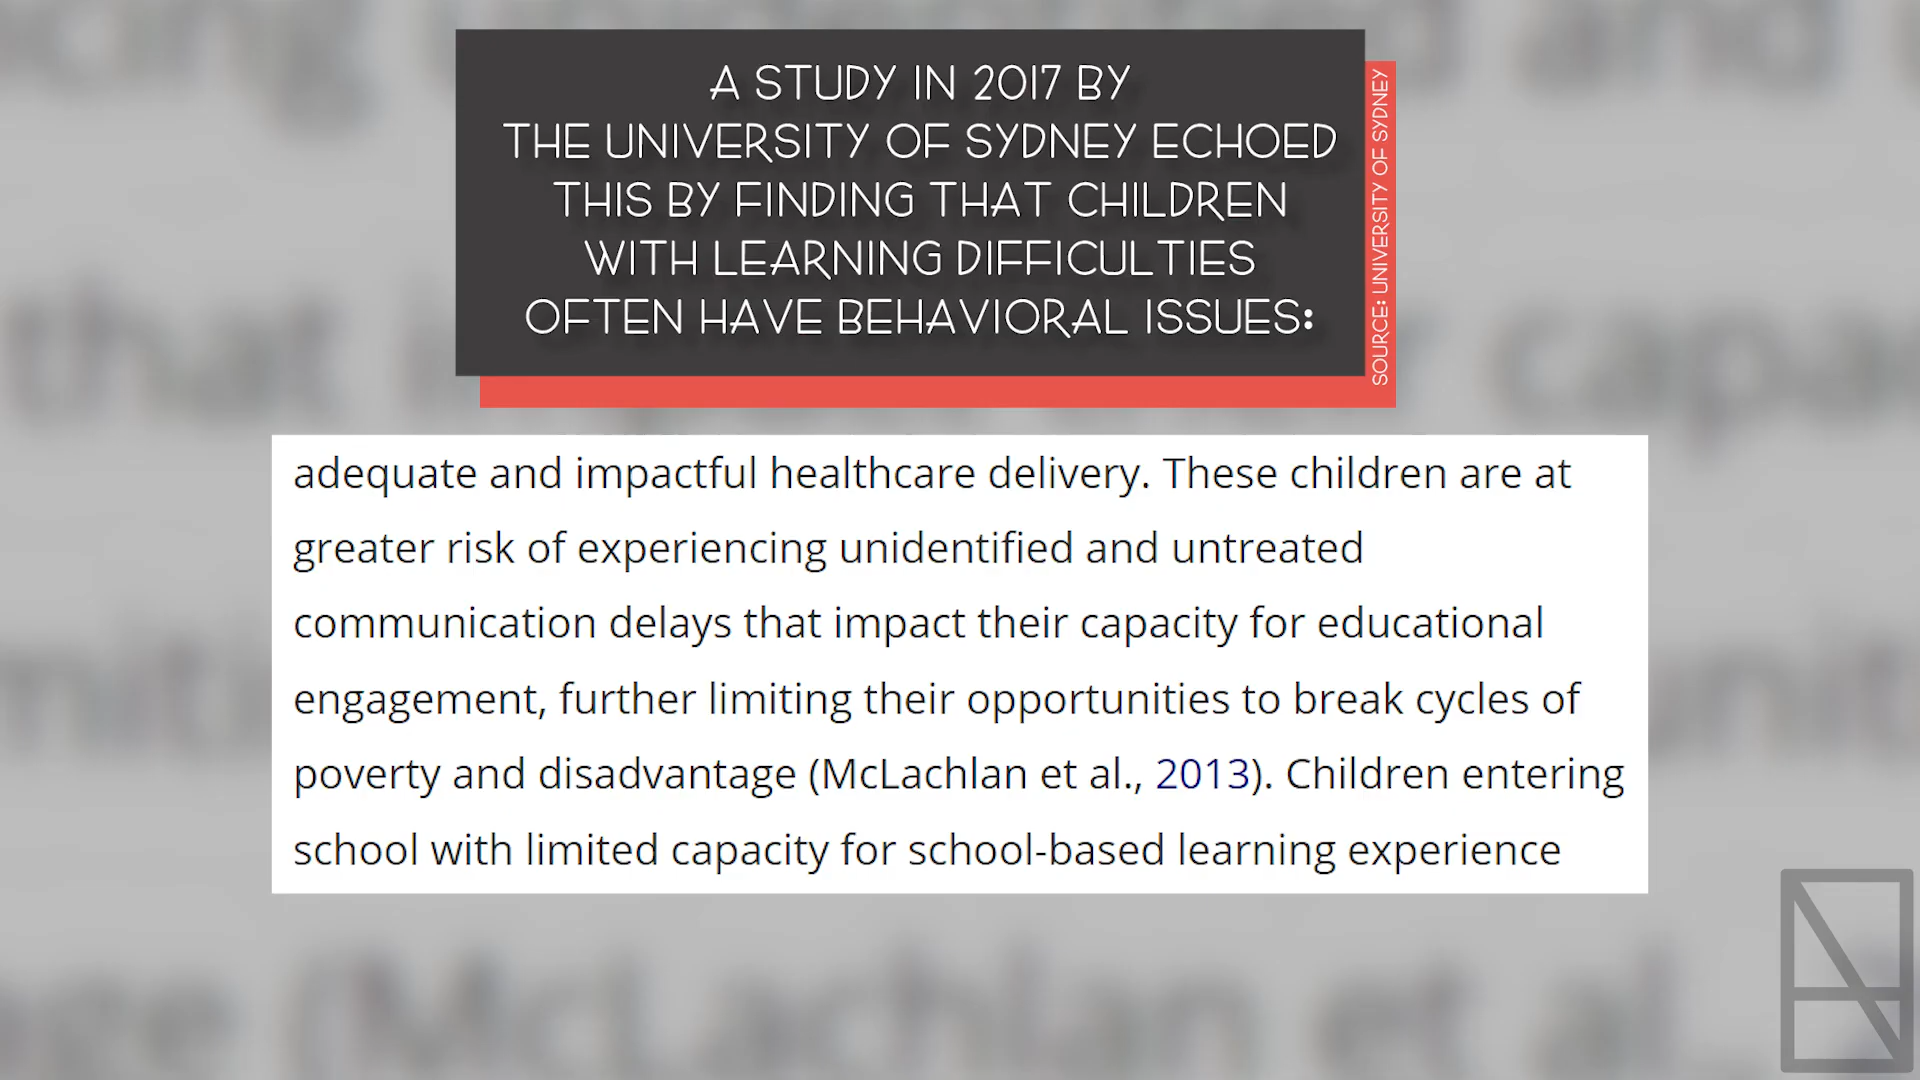 A STUDY IN 2017 BY
THE UNIVERSITY OF SYDNEY ECHOED
THIS BY FINDING THAT CHILDREN
WITH LEARNING DIFFICULTIES
OFTEN HAVE BEHAVIORAL ISSUES:
SOURCE: UNIVERSITY OF SYDNEY
adequate and impactful healthcare delivery. These children are at
greater risk of experiencing unidentified and untreated
communication delays that impact their capacity for educational
engagement, further limiting their opportunities to break cycles of
poverty and disadvantage (McLachlan et al., 2013). Children entering
school with limited capacity for school-based learning experience